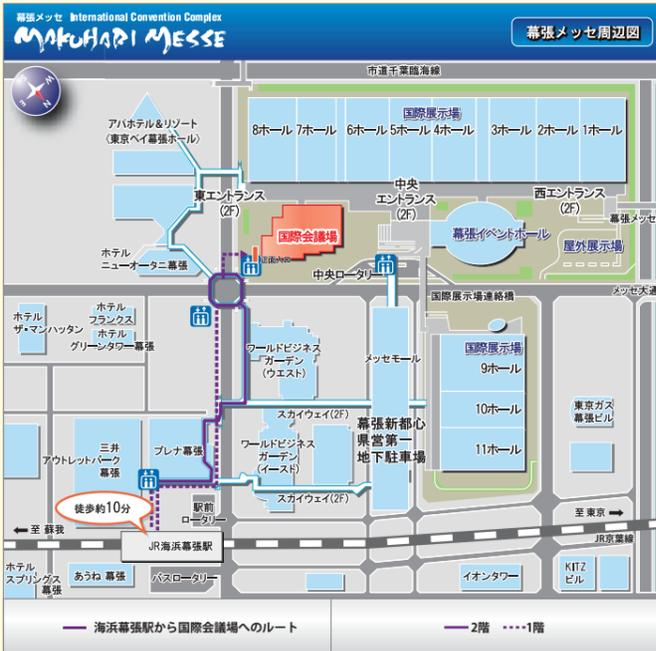 幕張メッセ International Convention Complex
MAKUHARI MESSE
幕張メッセ周辺図
市道千葉臨海線
N
E
S
W
アパホテル&リゾート
〈東京ベイ幕張ホール〉
国際展示場
8ホール 7ホール 6ホール 5ホール 4ホール 3ホール 2ホール 1ホール
東エントランス
(2F)
中央
エントランス
(2F)
西エントランス
(2F)
幕張メッセ
国際会議場
幕張イベントホール
屋外展示場
ホテル
ニューオータニ幕張
中央ロータリー
国際展示場連絡橋
メッセ大通
ホテル
ザ・マンハッタン
ホテル
フランクス
ホテル
グリーンタワー幕張
ワールドビジネス
ガーデン
(ウエスト)
メッセモール
国際展示場
9ホール
10ホール
11ホール
スカイウェイ(2F)
幕張新都心
県営第一
地下駐車場
東京ガス
幕張ビル
三井
アウトレットパーク
幕張
プレナ幕張
ワールドビジネス
ガーデン
(イースト)
スカイウェイ(2F)
徒歩約10分
駅前
ロータリー
至 蘇我
至 東京
JR海浜幕張駅
JR京葉線
ホテル
スプリングス
幕張
あうね 幕張
バスロータリー
イオンタワー
KITZ
ビル
海浜幕張駅から国際会議場へのルート
2階
1階